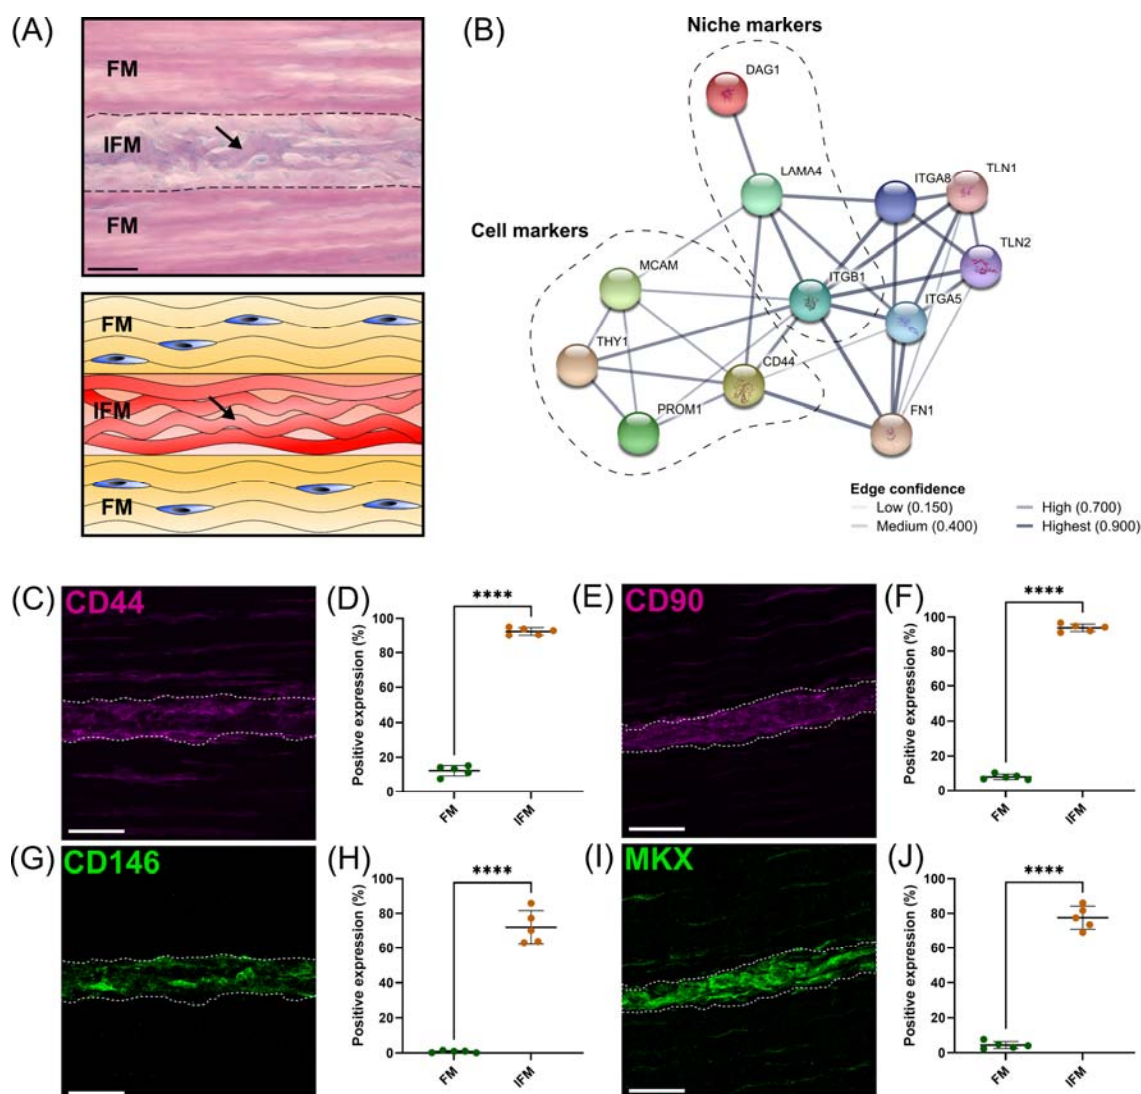 (A)
FM
IFM
FM
FM
IFM
FM
(B)
Niche markers
DAG1
LAMA4
ITGA8
TLN1
TLN2
Cell markers
MCAM
ITGB1
ITGA5
THY1
CD44
PROM1
FN1
Edge confidence
Low (0.150)
High (0.700)
Medium (0.400)
Highest (0.900)
(C)
CD44
(D)
****
Positive expression (%)
100
80
60
40
20
0
FM
IFM
(E)
CD90
(F)
****
Positive expression (%)
100
80
60
40
20
0
FM
IFM
(G)
CD146
(H)
****
Positive expression (%)
100
80
60
40
20
0
FM
IFM
(I)
MKX
(J)
****
Positive expression (%)
100
80
60
40
20
0
FM
IFM